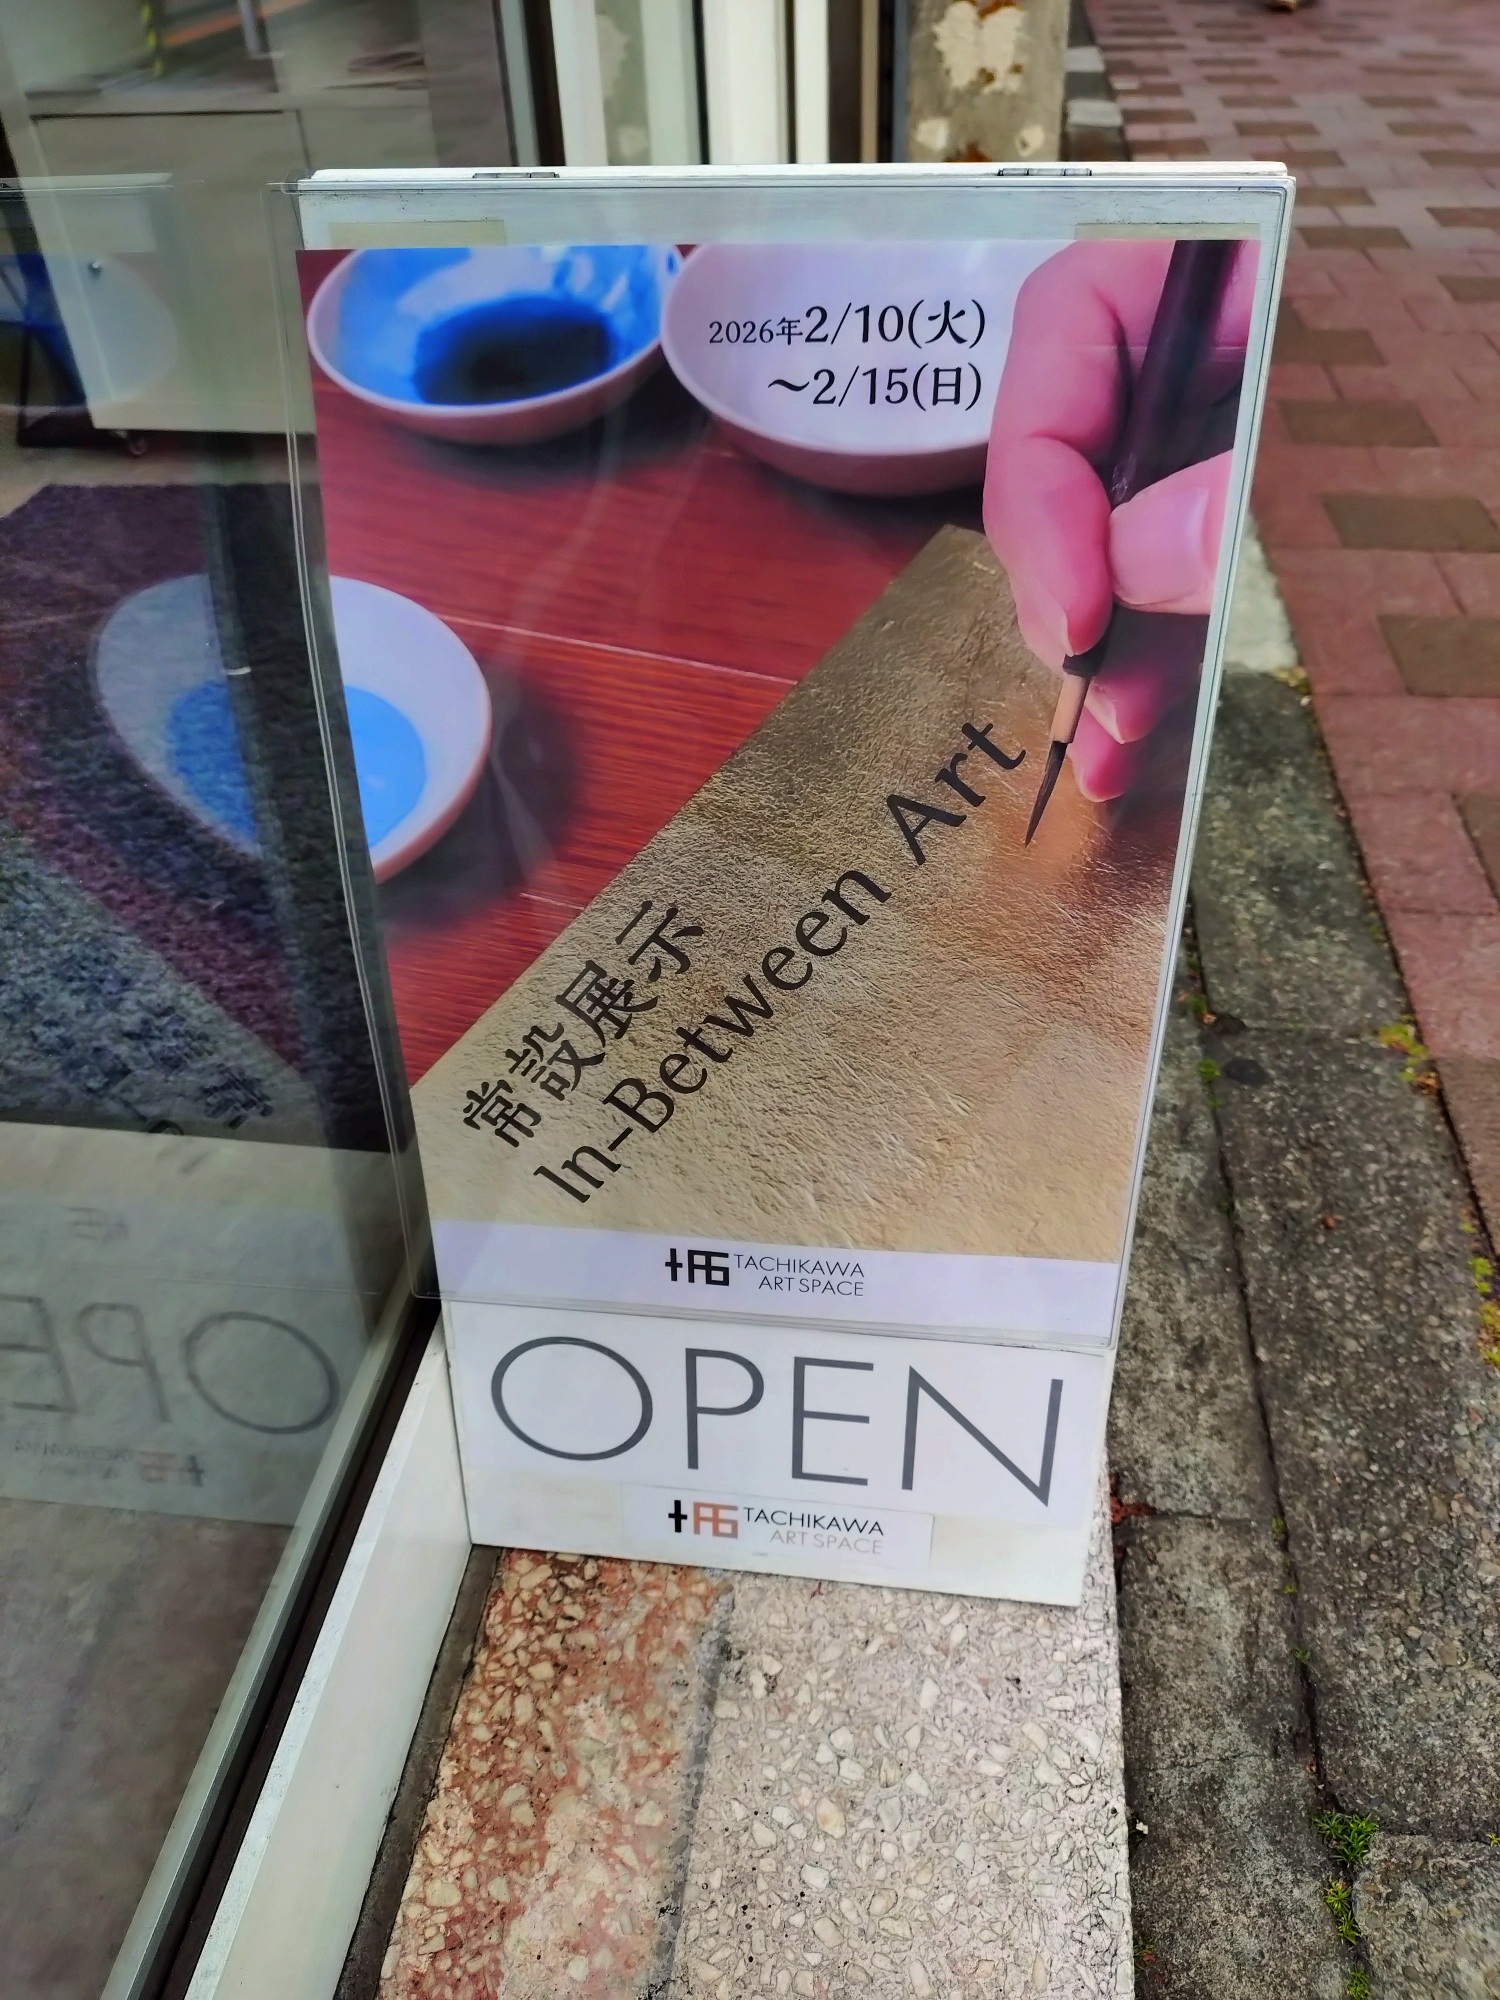 2026年2/10(火)
～2/15(日)
常設展示
In-Between Art
TACHIKAWA
ART SPACE
OPEN
TACHIKAWA
ART SPACE